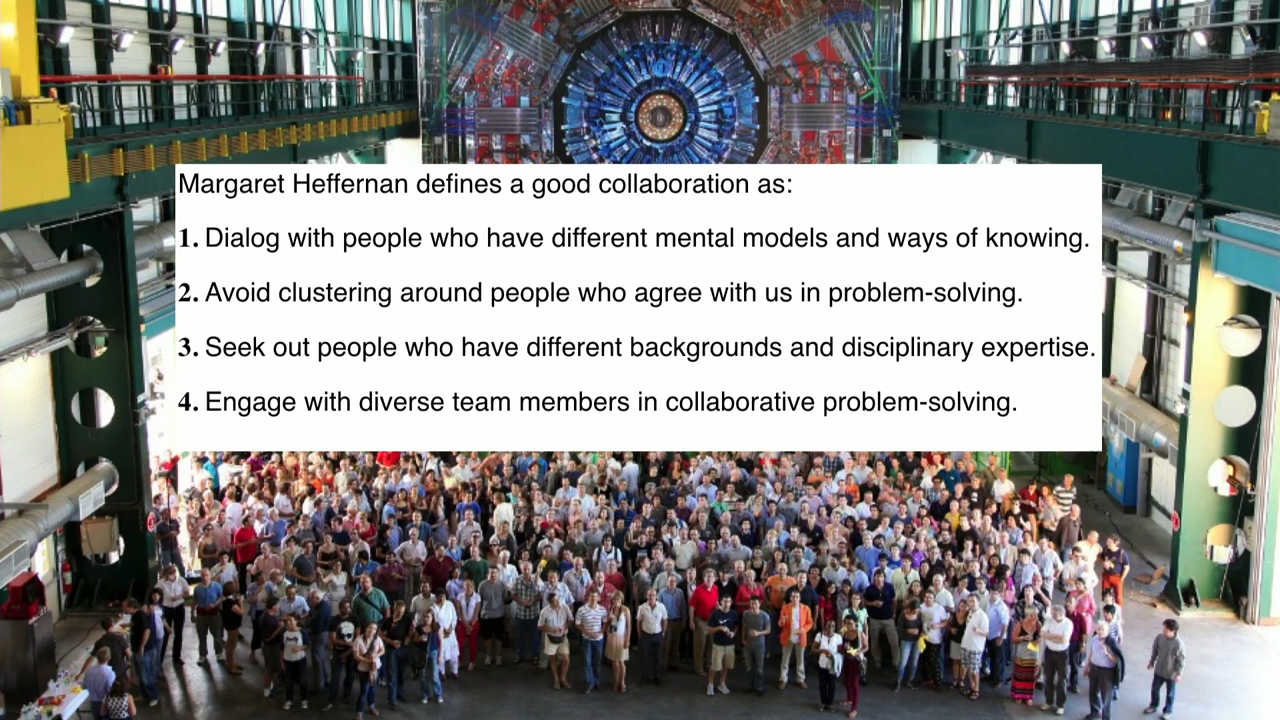 Margaret Heffernan defines a good collaboration as:
1. Dialog with people who have different mental models and ways of knowing.
2. Avoid clustering around people who agree with us in problem-solving.
3. Seek out people who have different backgrounds and disciplinary expertise.
4. Engage with diverse team members in collaborative problem-solving.